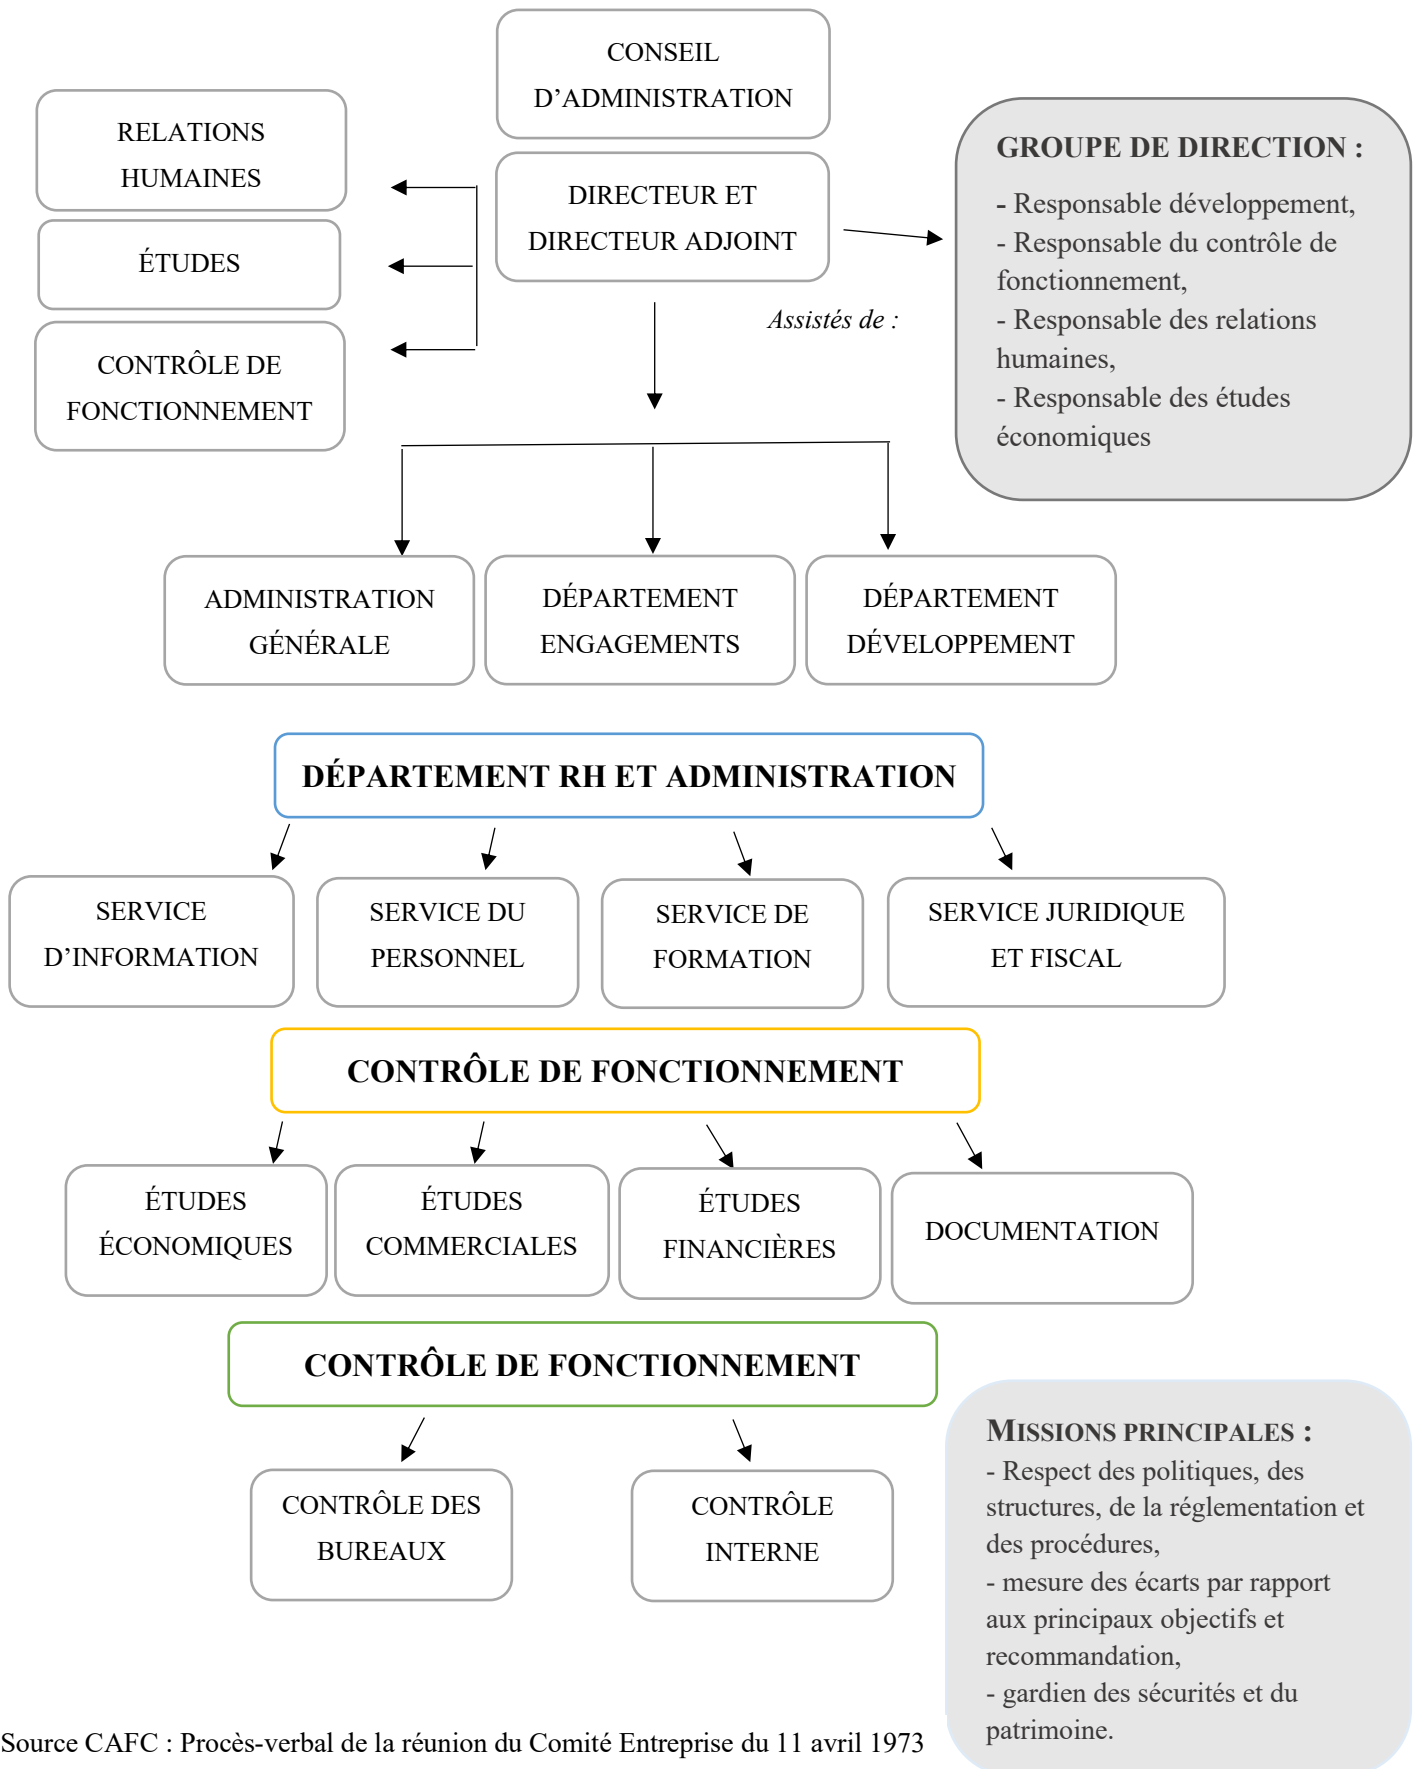 CONSEIL
D’ADMINISTRATION
RELATIONS
HUMAINES
ÉTUDES
CONTRÔLE DE
FONCTIONNEMENT
DIRECTEUR ET
DIRECTEUR ADJOINT
Assistés de :
GROUPE DE DIRECTION :
- Responsable développement,
- Responsable du contrôle de
fonctionnement,
- Responsable des relations
humaines,
- Responsable des études
économiques
ADMINISTRATION
GÉNÉRALE
DÉPARTEMENT
ENGAGEMENTS
DÉPARTEMENT
DÉVELOPPEMENT
DÉPARTEMENT RH ET ADMINISTRATION
SERVICE
D’INFORMATION
SERVICE DU
PERSONNEL
SERVICE DE
FORMATION
SERVICE JURIDIQUE
ET FISCAL
CONTRÔLE DE FONCTIONNEMENT
ÉTUDES
ÉCONOMIQUES
ÉTUDES
COMMERCIALES
ÉTUDES
FINANCIÈRES
DOCUMENTATION
CONTRÔLE DE FONCTIONNEMENT
CONTRÔLE DES
BUREAUX
CONTRÔLE
INTERNE
MISSIONS PRINCIPALES :
- Respect des politiques, des
structures, de la réglementation et
des procédures,
- mesure des écarts par rapport
aux principaux objectifs et
recommandation,
- gardien des sécurités et du
patrimoine.
Source CAFC : Procès-verbal de la réunion du Comité Entreprise du 11 avril 1973